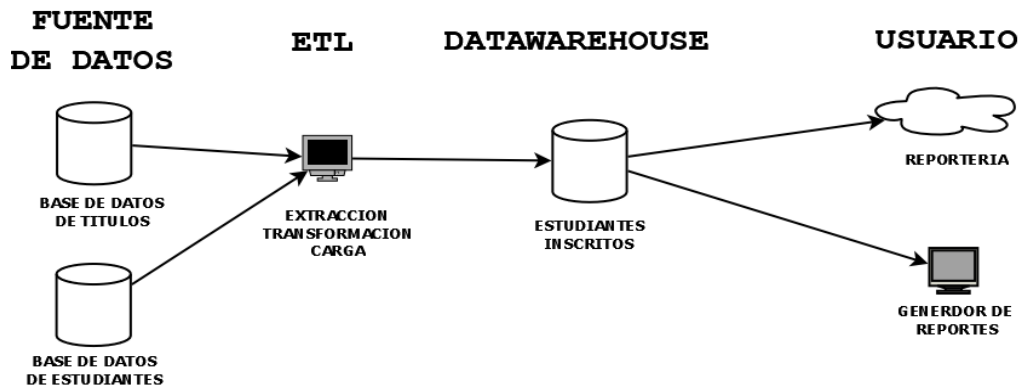 FUENTE
DE DATOS
ETL
DATAWAREHOUSE
USUARIO
BASE DE DATOS
DE TITULOS
EXTRACCION
TRANSFORMACION
CARGA
ESTUDIANTES
INSCRITOS
REPORTERIA
GENERDOR DE
REPORTES
BASE DE DATOS
DE ESTUDIANTES